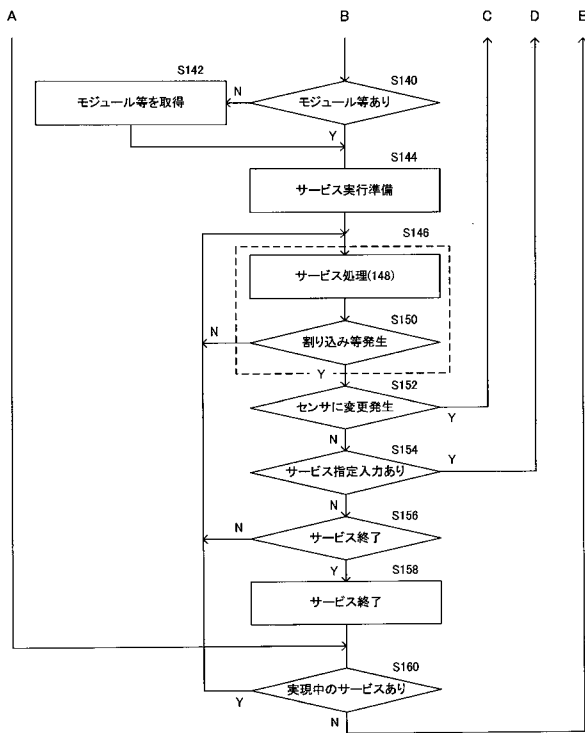 A B C D E
S142
S140
モジュール等を取得
N
モジュール等あり
Y
S144
サービス実行準備
S146
サービス処理(148)
S150
N
割り込み等発生
Y
S152
センサに変更発生
Y
N
S154
サービス指定入力あり
Y
N
S156
N
サービス終了
Y
S158
サービス終了
S160
実現中のサービスあり
Y
N